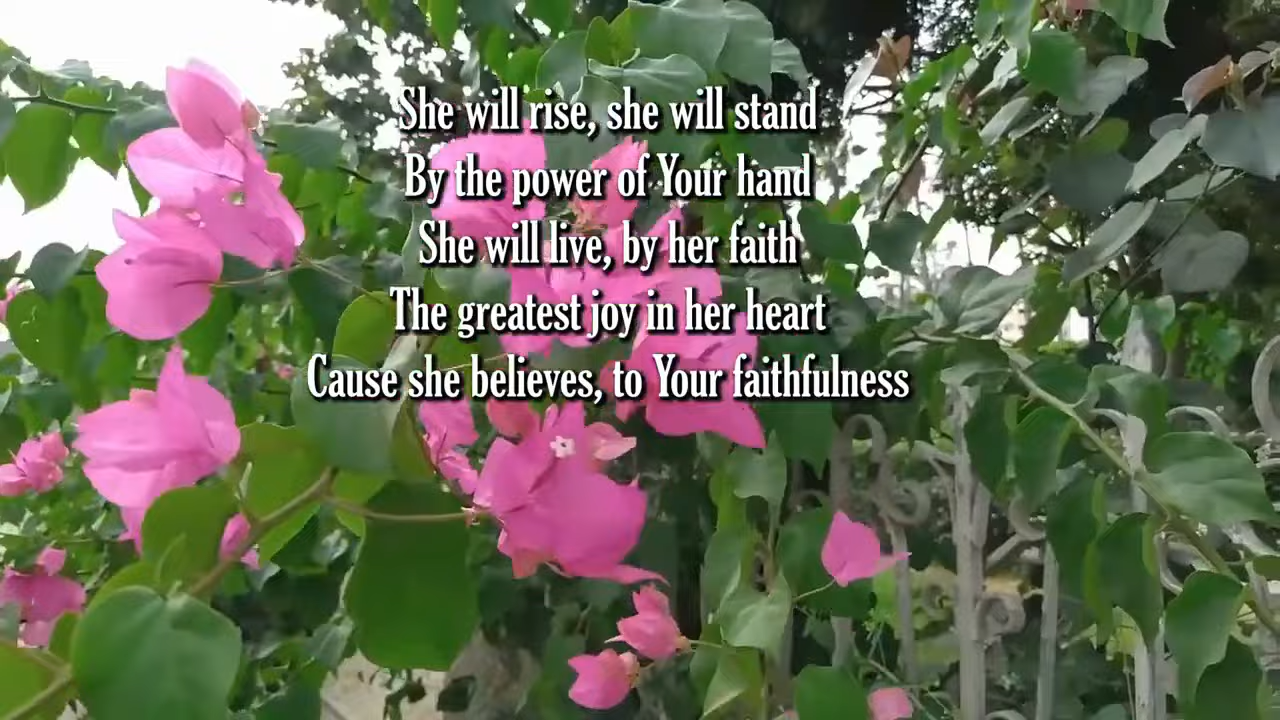 She will rise, she will stand
By the power of Your hand
She will live, by her faith
The greatest joy in her heart
Cause she believes, to Your faithfulness